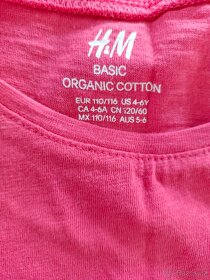 H&M
BASIC
ORGANIC COTTON
EUR 110/116 US 4-6Y
CA 4-6A CN 120/60
MX 110/116 AUS 5-6